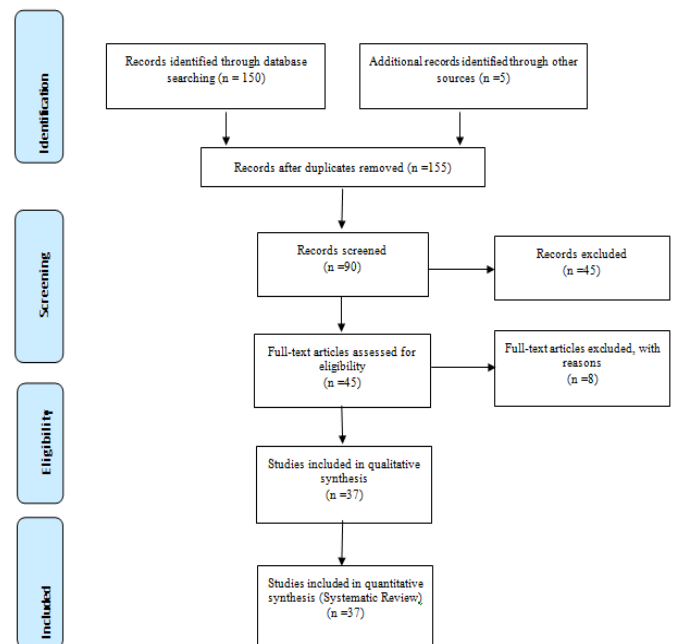 Identification
Records identified through database
searching (n = 150)
Additional records identified through other
sources (n =5)
Records after duplicates removed (n =155)
Screening
Records screened
(n =90)
Records excluded
(n =45)
Full-text articles assessed for
eligibility
(n =45)
Full-text articles excluded, with
reasons
(n =8)
Eligibility
Studies included in qualitative
synthesis
(n =37)
Included
Studies included in quantitative
synthesis (Systematic Review)
(n =37)